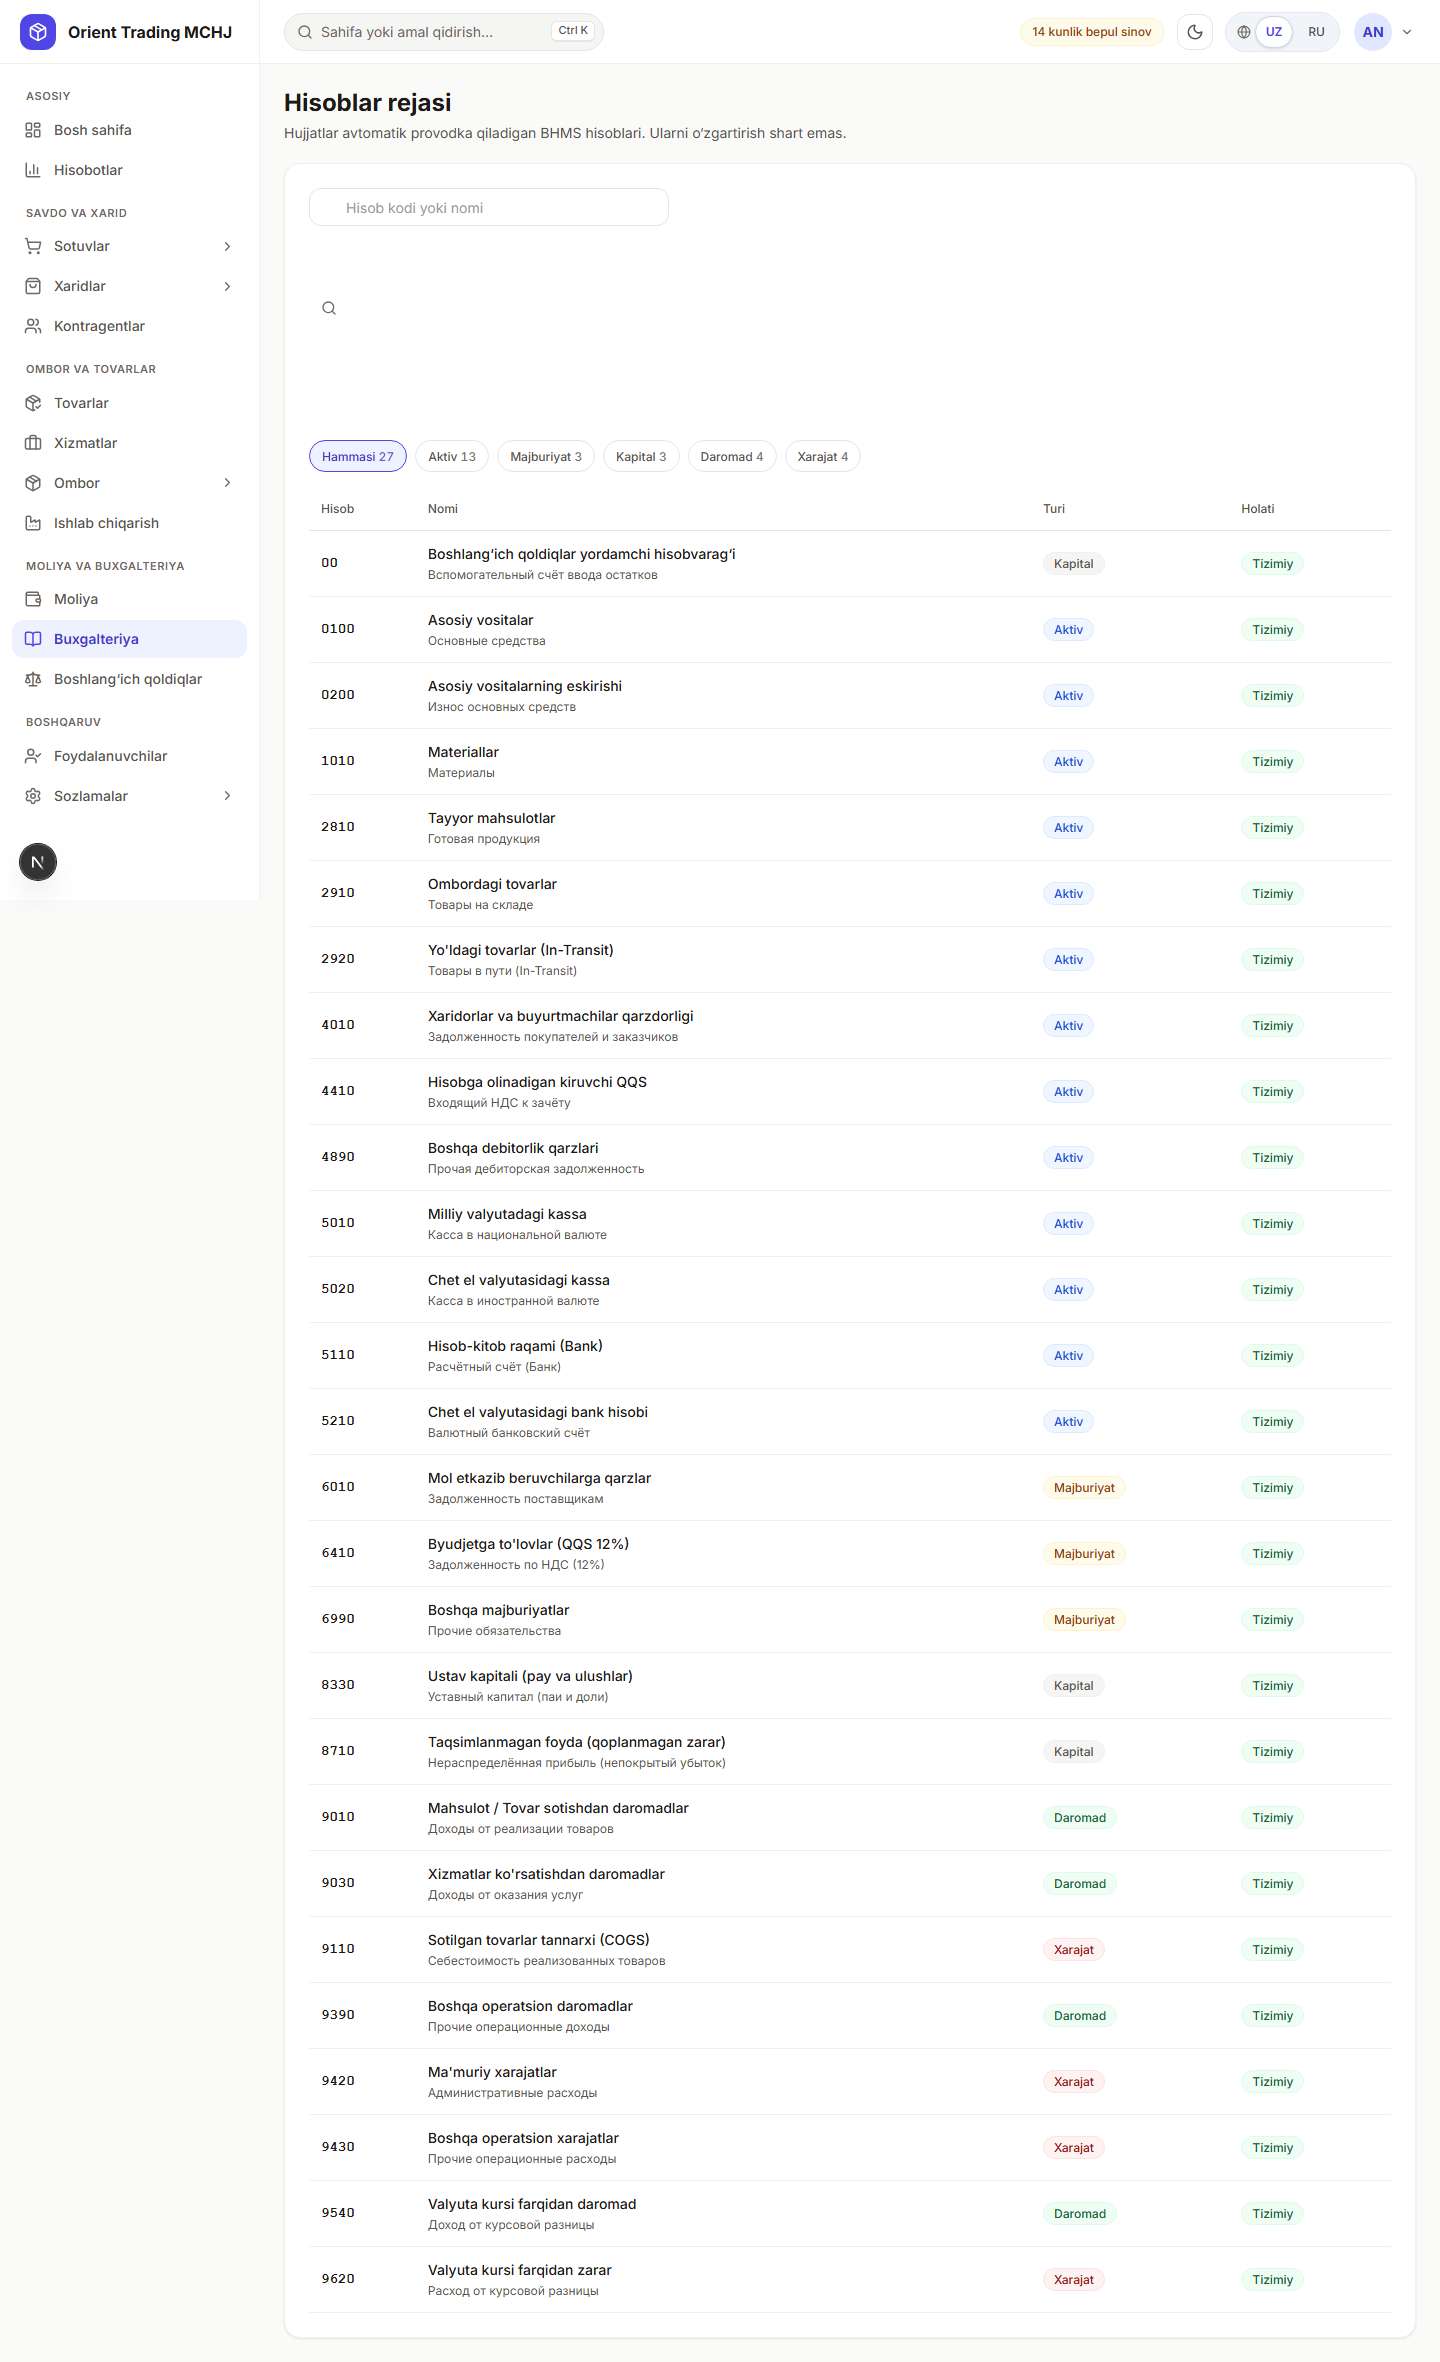 Orient Trading MCHJ
Sahifa yoki amal qidirish...
Ctrl K
14 kunlik bepul sinov
UZ
RU
AN
ASOSIY
Bosh sahifa
Hisobotlar
SAVDO VA XARID
Sotuvlar
Xaridlar
Kontragentlar
OMBOR VA TOVARLAR
Tovarlar
Xizmatlar
Ombor
Ishlab chiqarish
MOLIYA VA BUXGALTERIYA
Moliya
Buxgalteriya
Boshlang‘ich qoldiqlar
BOSHQARUV
Foydalanuvchilar
Sozlamalar
N
Hisoblar rejasi
Hujjatlar avtomatik provodka qiladigan BHMS hisoblari. Ularni o‘zgartirish shart emas.
Hisob kodi yoki nomi
Hammasi 27
Aktiv 13
Majburiyat 3
Kapital 3
Daromad 4
Xarajat 4
Hisob Nomi Turi Holati
00 Boshlang‘ich qoldiqlar yordamchi hisobvarag‘i Kapital Tizimiy
Вспомогательный счёт ввода остатков
0100 Asosiy vositalar Aktiv Tizimiy
Основные средства
0200 Asosiy vositalarning eskirishi Aktiv Tizimiy
Износ основных средств
1010 Materiallar Aktiv Tizimiy
Материалы
2810 Tayyor mahsulotlar Aktiv Tizimiy
Готовая продукция
2910 Ombordagi tovarlar Aktiv Tizimiy
Товары на складе
2920 Yo'ldagi tovarlar (In-Transit) Aktiv Tizimiy
Товары в пути (In-Transit)
4010 Xaridorlar va buyurtmachilar qarzdorligi Aktiv Tizimiy
Задолженность покупателей и заказчиков
4410 Hisobga olinadigan kiruvchi QQS Aktiv Tizimiy
Входящий НДС к зачёту
4890 Boshqa debitorlik qarzlari Aktiv Tizimiy
Прочая дебиторская задолженность
5010 Milliy valyutadagi kassa Aktiv Tizimiy
Касса в национальной валюте
5020 Chet el valyutasidagi kassa Aktiv Tizimiy
Касса в иностранной валюте
5110 Hisob-kitob raqami (Bank) Aktiv Tizimiy
Расчётный счёт (Банк)
5210 Chet el valyutasidagi bank hisobi Aktiv Tizimiy
Валютный банковский счёт
6010 Mol etkazib beruvchilarga qarzlar Majburiyat Tizimiy
Задолженность поставщикам
6410 Byudjetga to'lovlar (QQS 12%) Majburiyat Tizimiy
Задолженность по НДС (12%)
6990 Boshqa majburiyatlar Majburiyat Tizimiy
Прочие обязательства
8330 Ustav kapitali (pay va ulushlar) Kapital Tizimiy
Уставный капитал (паи и доли)
8710 Taqsimlanmagan foyda (qoplanmagan zarar) Kapital Tizimiy
Нераспределённая прибыль (непокрытый убыток)
9010 Mahsulot / Tovar sotishdan daromadlar Daromad Tizimiy
Доходы от реализации товаров
9030 Xizmatlar ko'rsatishdan daromadlar Daromad Tizimiy
Доходы от оказания услуг
9110 Sotilgan tovarlar tannarxi (COGS) Xarajat Tizimiy
Себестоимость реализованных товаров
9390 Boshqa operatsion daromadlar Daromad Tizimiy
Прочие операционные доходы
9420 Ma'muriy xarajatlar Xarajat Tizimiy
Административные расходы
9430 Boshqa operatsion xarajatlar Xarajat Tizimiy
Прочие операционные расходы
9540 Valyuta kursi farqidan daromad Daromad Tizimiy
Доход от курсовой разницы
9620 Valyuta kursi farqidan zarar Xarajat Tizimiy
Расход от курсовой разницы